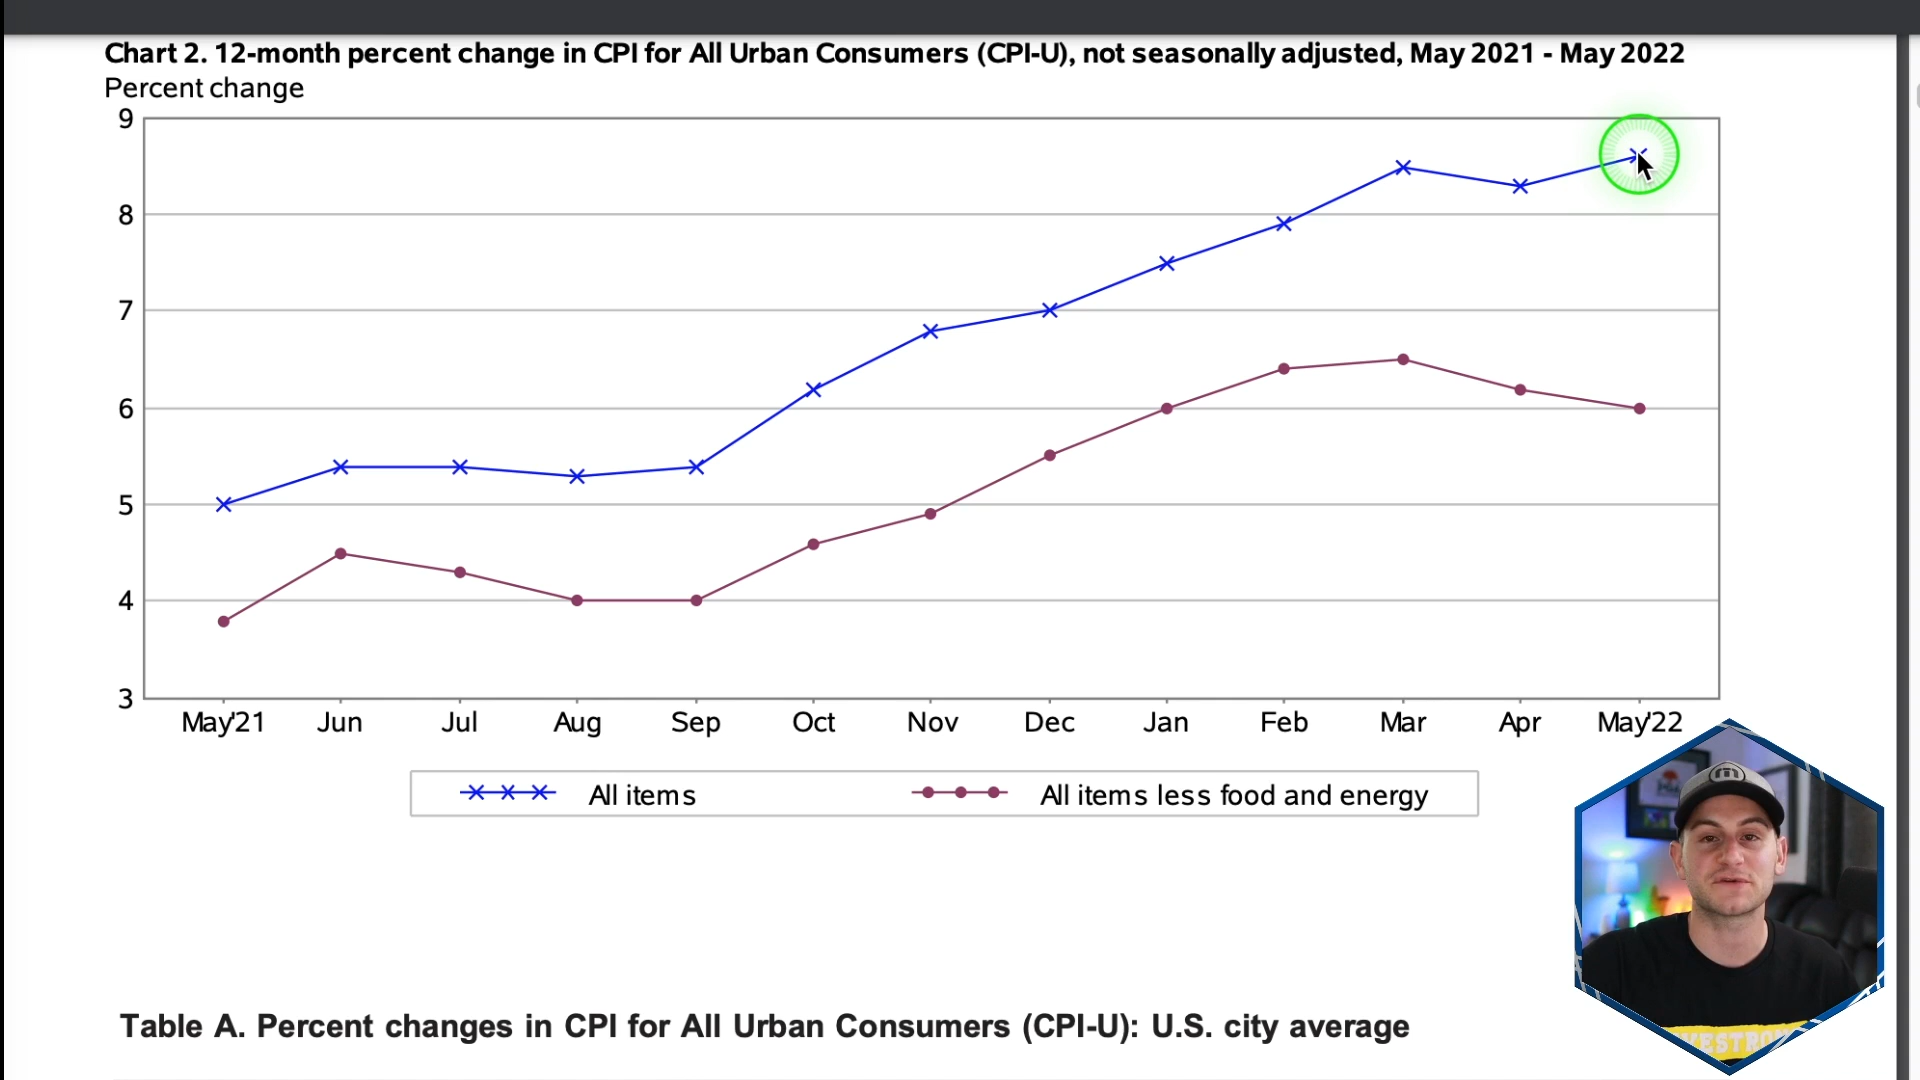 Chart 2. 12-month percent change in CPI for All Urban Consumers (CPI-U), not seasonally adjusted, May 2021 - May 2022
Percent change
9
8
7
6
5
4
3
May'21 Jun Jul Aug Sep Oct Nov Dec Jan Feb Mar Apr May'22
All items All items less food and energy
Table A. Percent changes in CPI for All Urban Consumers (CPI-U): U.S. city average